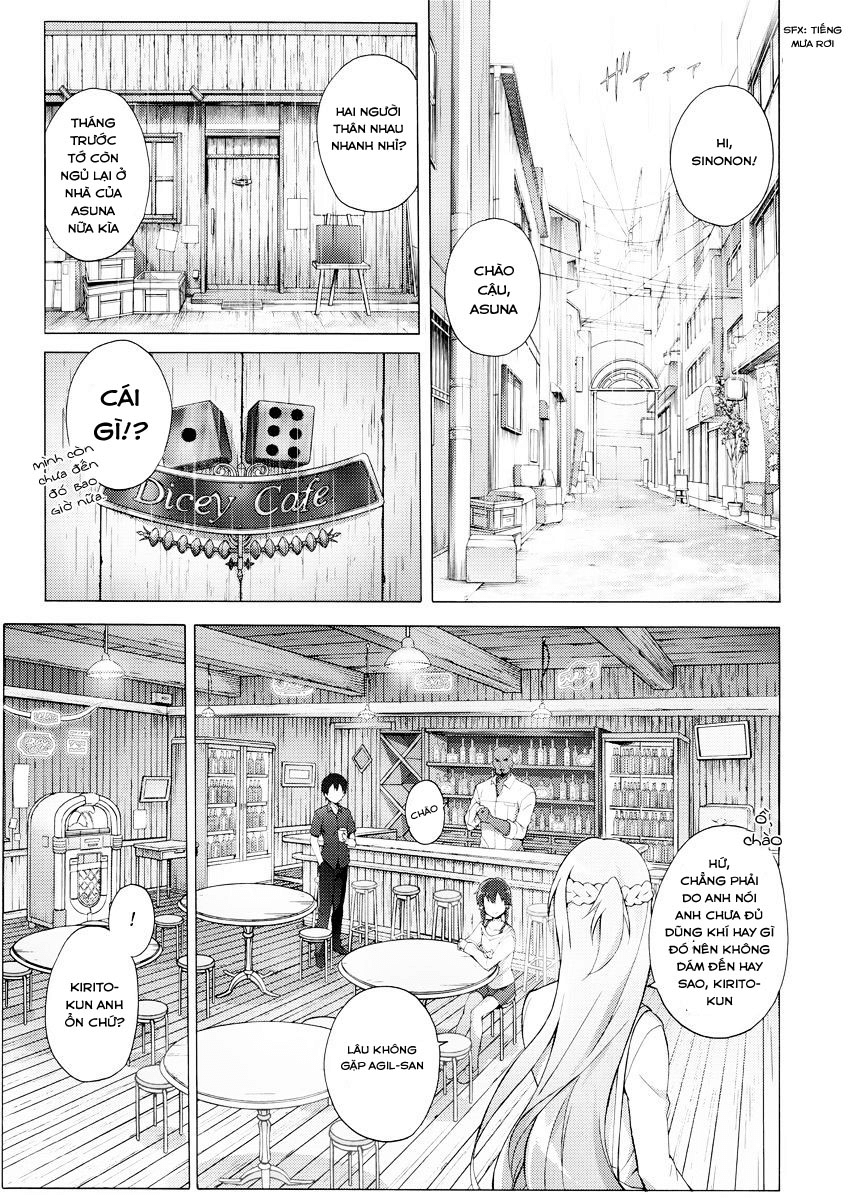 SFX: TIẾNG
MƯA RƠI
HI,
SINONON!
CHÀO
CẬU,
ASUNA
HAI NGƯỜI
THÂN NHAU
NHANH NHỈ?
THÁNG
TRƯỚC
TỚ CÒN
NGỦ LẠI Ở
NHÀ CỦA
ASUNA
NỮA KÌA
CÁI
GÌ!?
mình còn
chưa đến
đó bao
giờ nữa
Dicey Cafe
CHÀO
ch..o,
cháo
HỨ,
CHẲNG PHẢI
DO ANH NÓI
ANH CHƯA ĐỦ
DŨNG KHÍ HAY GÌ
ĐÓ NÊN KHÔNG
DÁM ĐẾN HAY
SAO, KIRITO-
KUN
LÂU KHÔNG
GẶP AGIL-SAN
!
KIRITO-
KUN ANH
ỔN CHỨ?